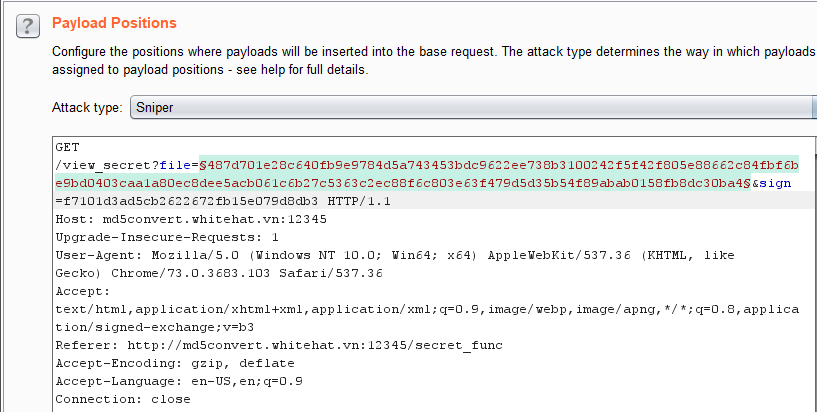 ?
Payload Positions
Configure the positions where payloads will be inserted into the base request. The attack type determines the way in which payloads
assigned to payload positions - see help for full details.
Attack type: Sniper
GET
/view_secret?file=§487d701e28c640fb9e9784d5a743453bdc9622ee738b3100242f5f42f805e88662c84fbf6b
e9bd0403caa1a80ec8dee5acb061c6b27c5363c2ec88f6c803e63f479d5d35b54f89abab0158fb8dc30ba4§&sign
=f7101d3ad5cb2622672fb15e079d8db3 HTTP/1.1
Host: md5convert.whitehat.vn:12345
Upgrade-Insecure-Requests: 1
User-Agent: Mozilla/5.0 (Windows NT 10.0; Win64; x64) AppleWebKit/537.36 (KHTML, like
Gecko) Chrome/73.0.3683.103 Safari/537.36
Accept:
text/html,application/xhtml+xml,application/xml;q=0.9,image/webp,image/apng,*/*;q=0.8,applica
tion/signed-exchange;v=b3
Referer: http://md5convert.whitehat.vn:12345/secret_func
Accept-Encoding: gzip, deflate
Accept-Language: en-US,en;q=0.9
Connection: close